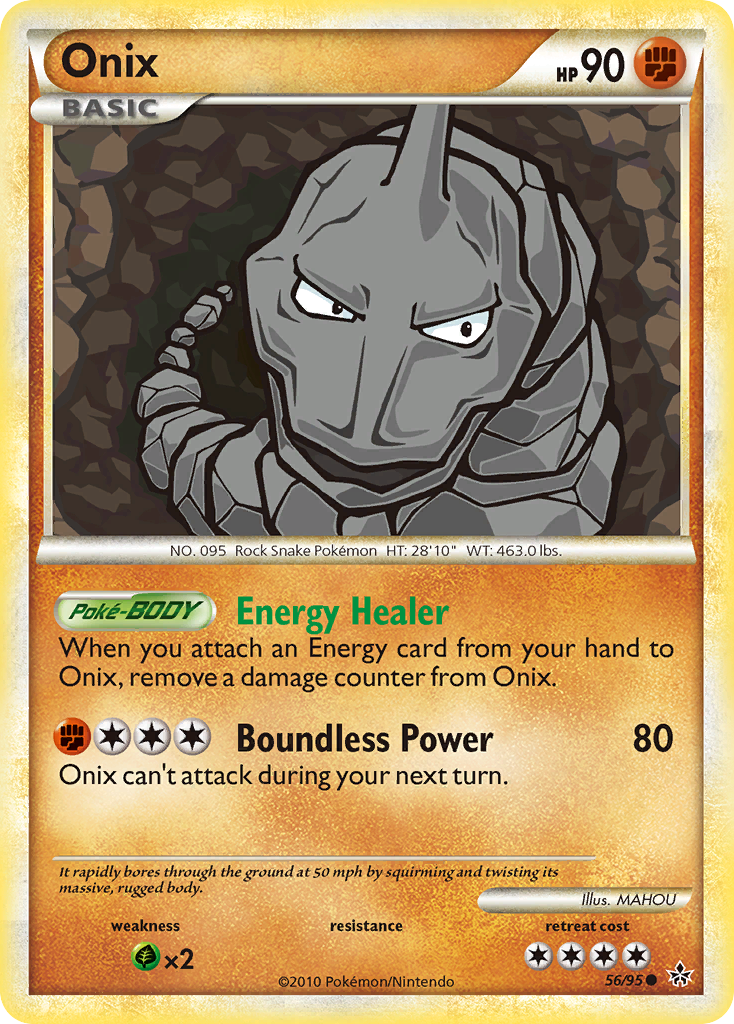 Onix
HP 90
BASIC
NO. 095 Rock Snake Pokémon HT: 28'10" WT: 463.0 lbs.
Poké-BODY Energy Healer
When you attach an Energy card from your hand to
Onix, remove a damage counter from Onix.
Boundless Power 80
Onix can't attack during your next turn.
It rapidly bores through the ground at 50 mph by squirming and twisting its
massive, rugged body.
Illus. MAHOU
weakness resistance retreat cost
×2
©2010 Pokémon/Nintendo
56/95